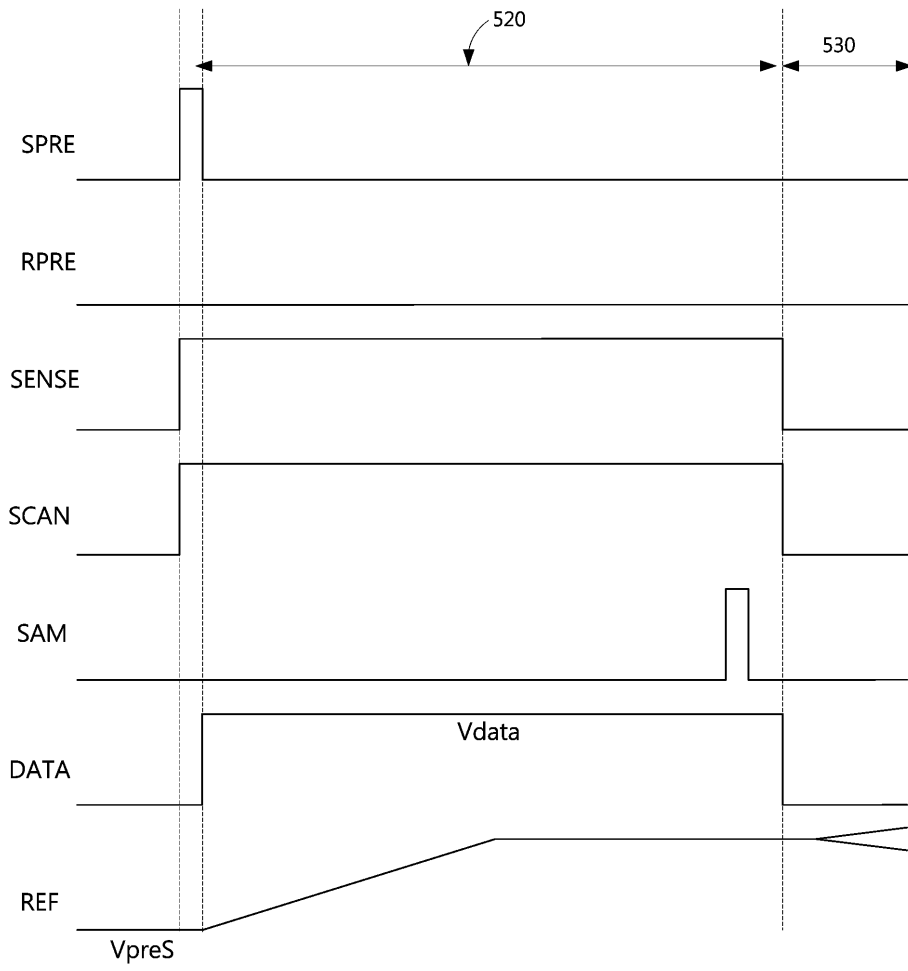 520
530
SPRE
RPRE
SENSE
SCAN
SAM
Vdata
DATA
REF
VpreS